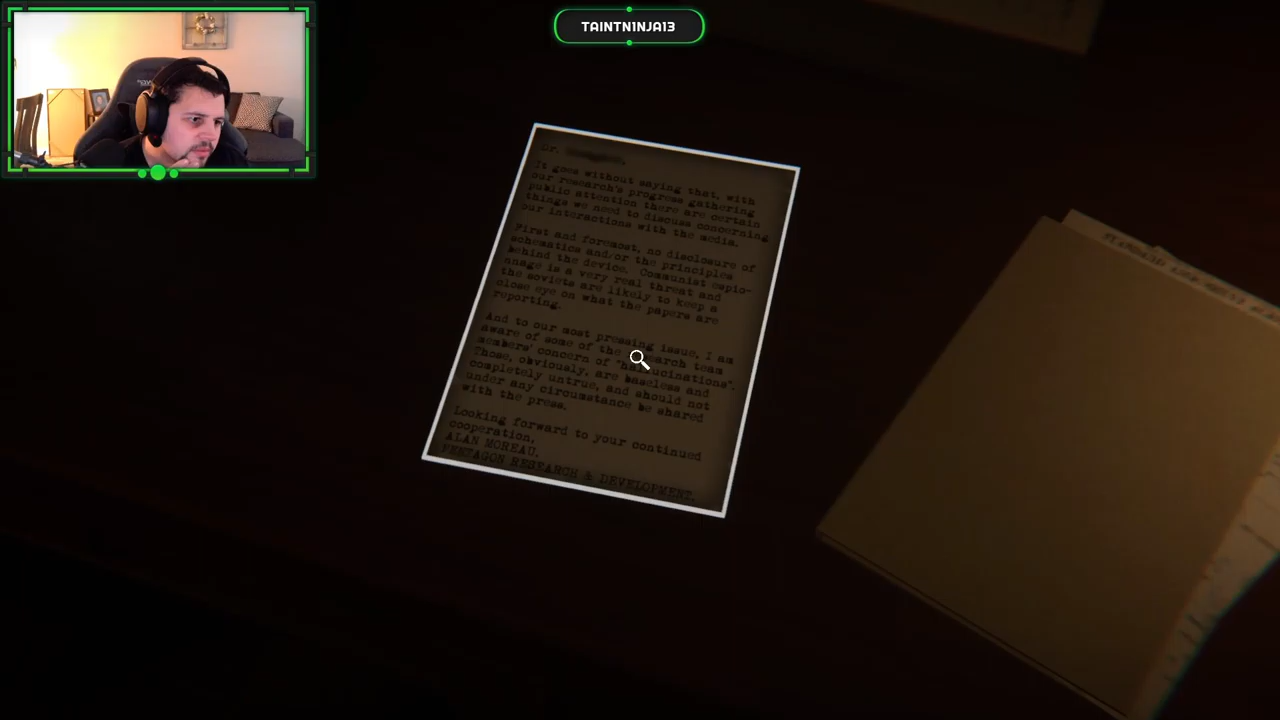 TAINTN1NJA13
Dr.
It goes without saying that, with
our research's progress gathering
public attention there are certain
things we need to discuss concerning
our interactions with the media.
First and foremost, no disclosure of
schematics and/or the principles
behind the device. Communist espio-
nnage is a very real threat and
the soviets are likely to keep a
close eye on what the papers are
reporting.
And to our most pressing issue, I am
aware of some of the research team
members' concern of "hallucinations".
Those, obviously, are baseless and
completely untrue, and should not
under any circumstance be shared
with the press.
Looking forward to your continued
cooperation,
ALAN MOREAU.
PENTAGON RESEARCH & DEVELOPMENT.